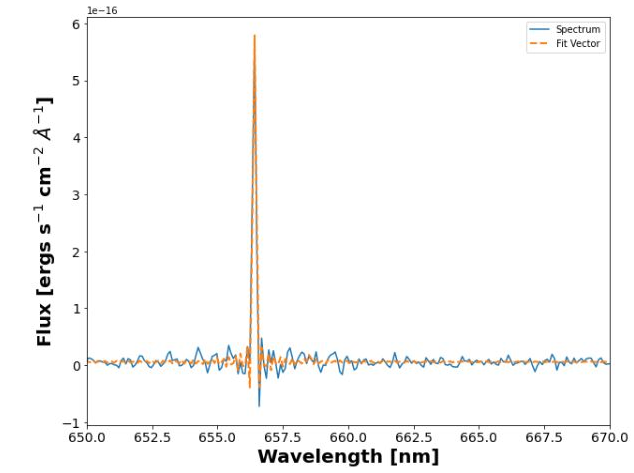 1e−16
6
5
4
3
2
1
0
−1
Flux [ergs s⁻¹ cm⁻² Å⁻¹]
Spectrum
Fit Vector
650.0 652.5 655.0 657.5 660.0 662.5 665.0 667.5 670.0
Wavelength [nm]